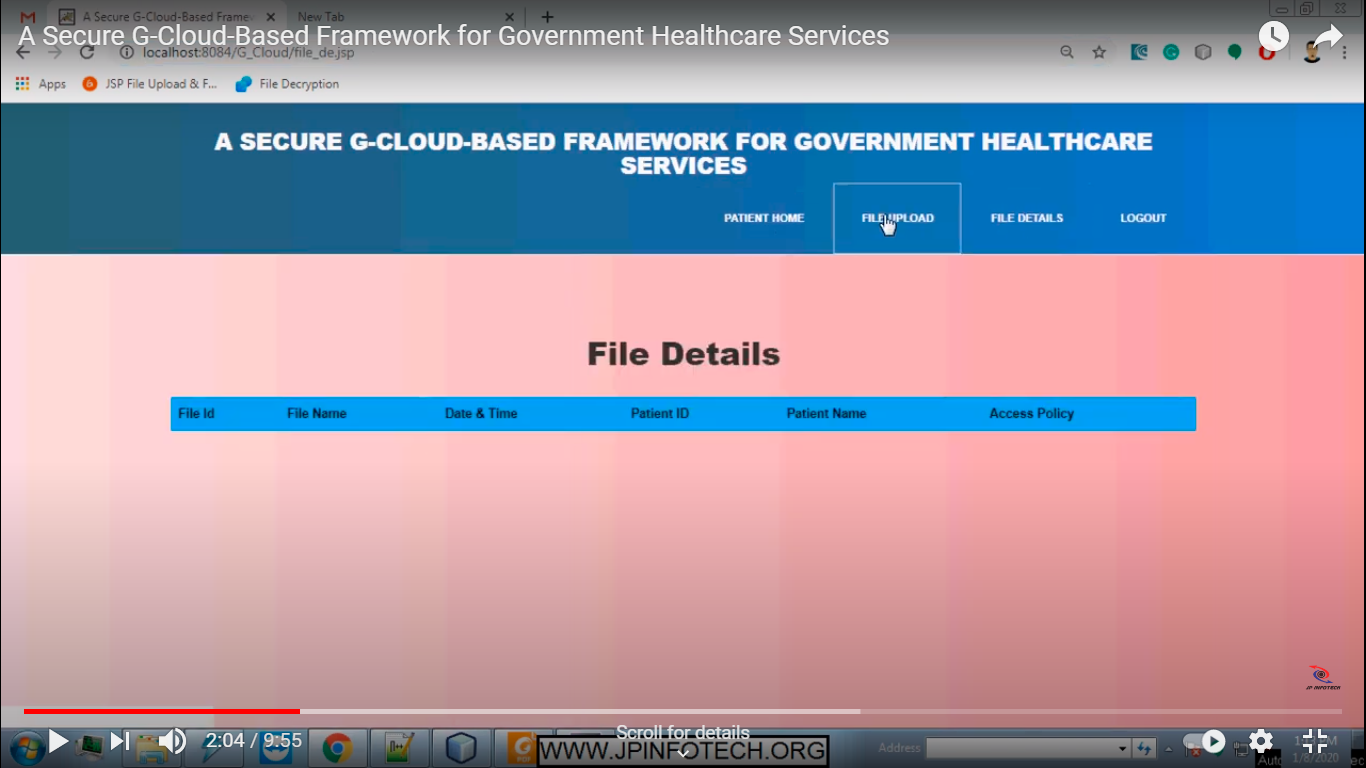 A Secure G-Cloud-Based Framew
New Tab
A Secure G-Cloud-Based Framework for Government Healthcare Services
localhost:8084/G_Cloud/file_de.jsp
Apps
JSP File Upload & F...
File Decryption
A SECURE G-CLOUD-BASED FRAMEWORK FOR GOVERNMENT HEALTHCARE
SERVICES
PATIENT HOME
FILE UPLOAD
FILE DETAILS
LOGOUT
File Details
File Id
File Name
Date & Time
Patient ID
Patient Name
Access Policy
JP INFOTECH
2:04 / 9:55
Scroll for details
WWW.JPINFOTECH.ORG
Address
1/8/2020